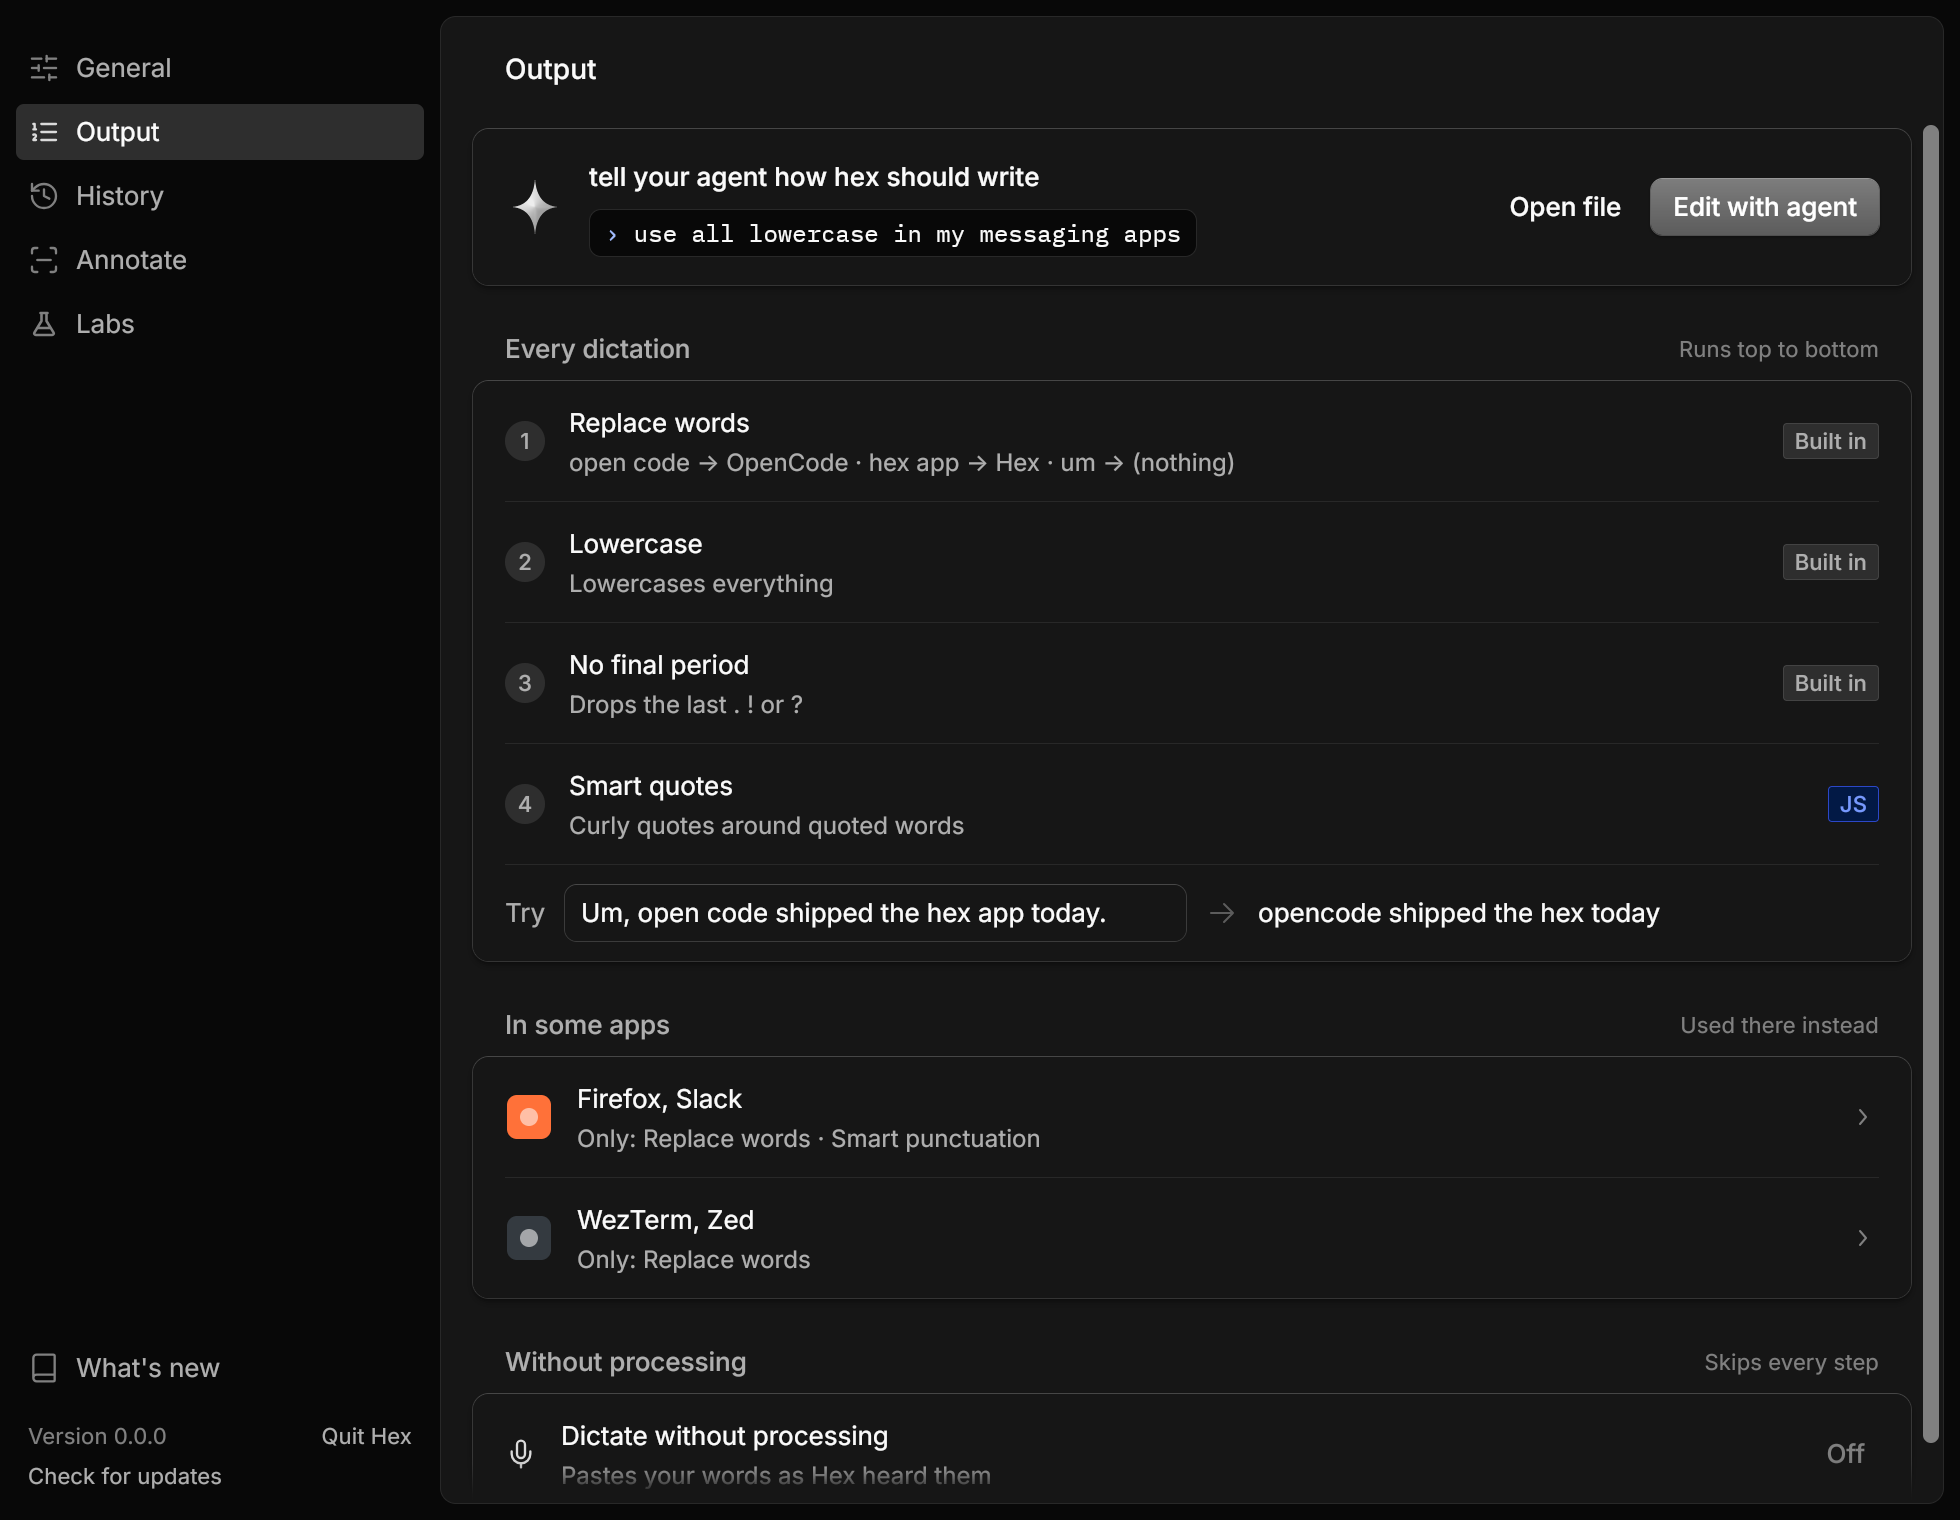 General
Output
History
Annotate
Labs
What's new
Version 0.0.0
Quit Hex
Check for updates
Output
tell your agent how hex should write
› use all lowercase in my messaging apps
Open file
Edit with agent
Every dictation
Runs top to bottom
1
Replace words
open code → OpenCode · hex app → Hex · um → (nothing)
Built in
2
Lowercase
Lowercases everything
Built in
3
No final period
Drops the last . ! or ?
Built in
4
Smart quotes
Curly quotes around quoted words
JS
Try
Um, open code shipped the hex app today.
→
opencode shipped the hex today
In some apps
Used there instead
Firefox, Slack
Only: Replace words · Smart punctuation
WezTerm, Zed
Only: Replace words
Without processing
Skips every step
Dictate without processing
Pastes your words as Hex heard them
Off